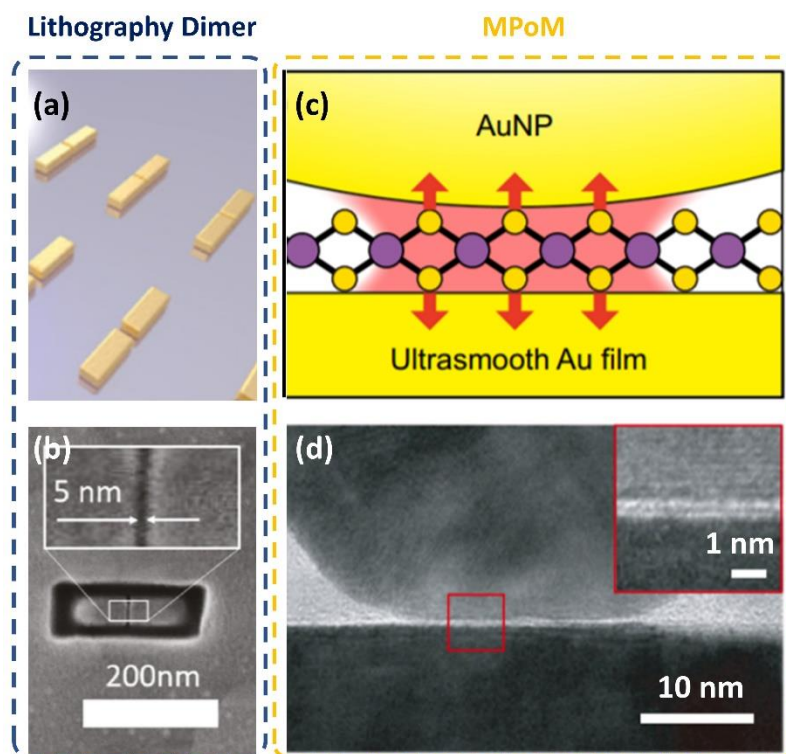 Lithography Dimer
MPoM
(a)
(c)
AuNP
Ultrasmooth Au film
(b)
5 nm
200nm
(d)
1 nm
10 nm